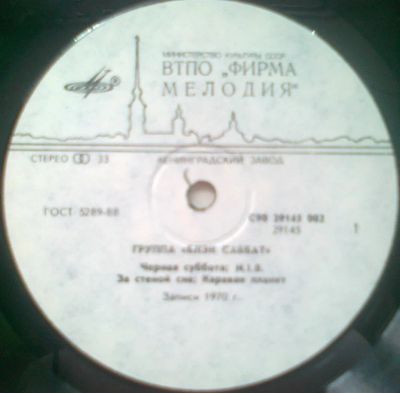 МИНИСТЕРСТВО КУЛЬТУРЫ СССР
ВТПО „ФИРМА
МЕЛОДИЯ"
СТЕРЕО 33
ЛЕНИНГРАДСКИЙ ЗАВОД
ГОСТ 5289-88
С90 29145 002
29145
1
ГРУППА «БЛЭК САББАТ»
Черная суббота; N.I.B.
За стеной сна; Караван планет
Записи 1970 г.